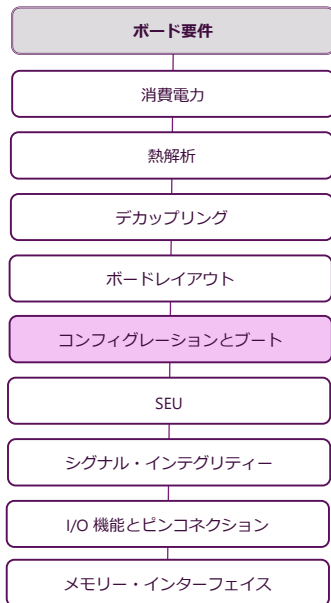 ボード要件
消費電力
熱解析
デカップリング
ボードレイアウト
コンフィグレーションとブート
SEU
シグナル・インテグリティー
I/O 機能とピンコネクション
メモリー・インターフェイス